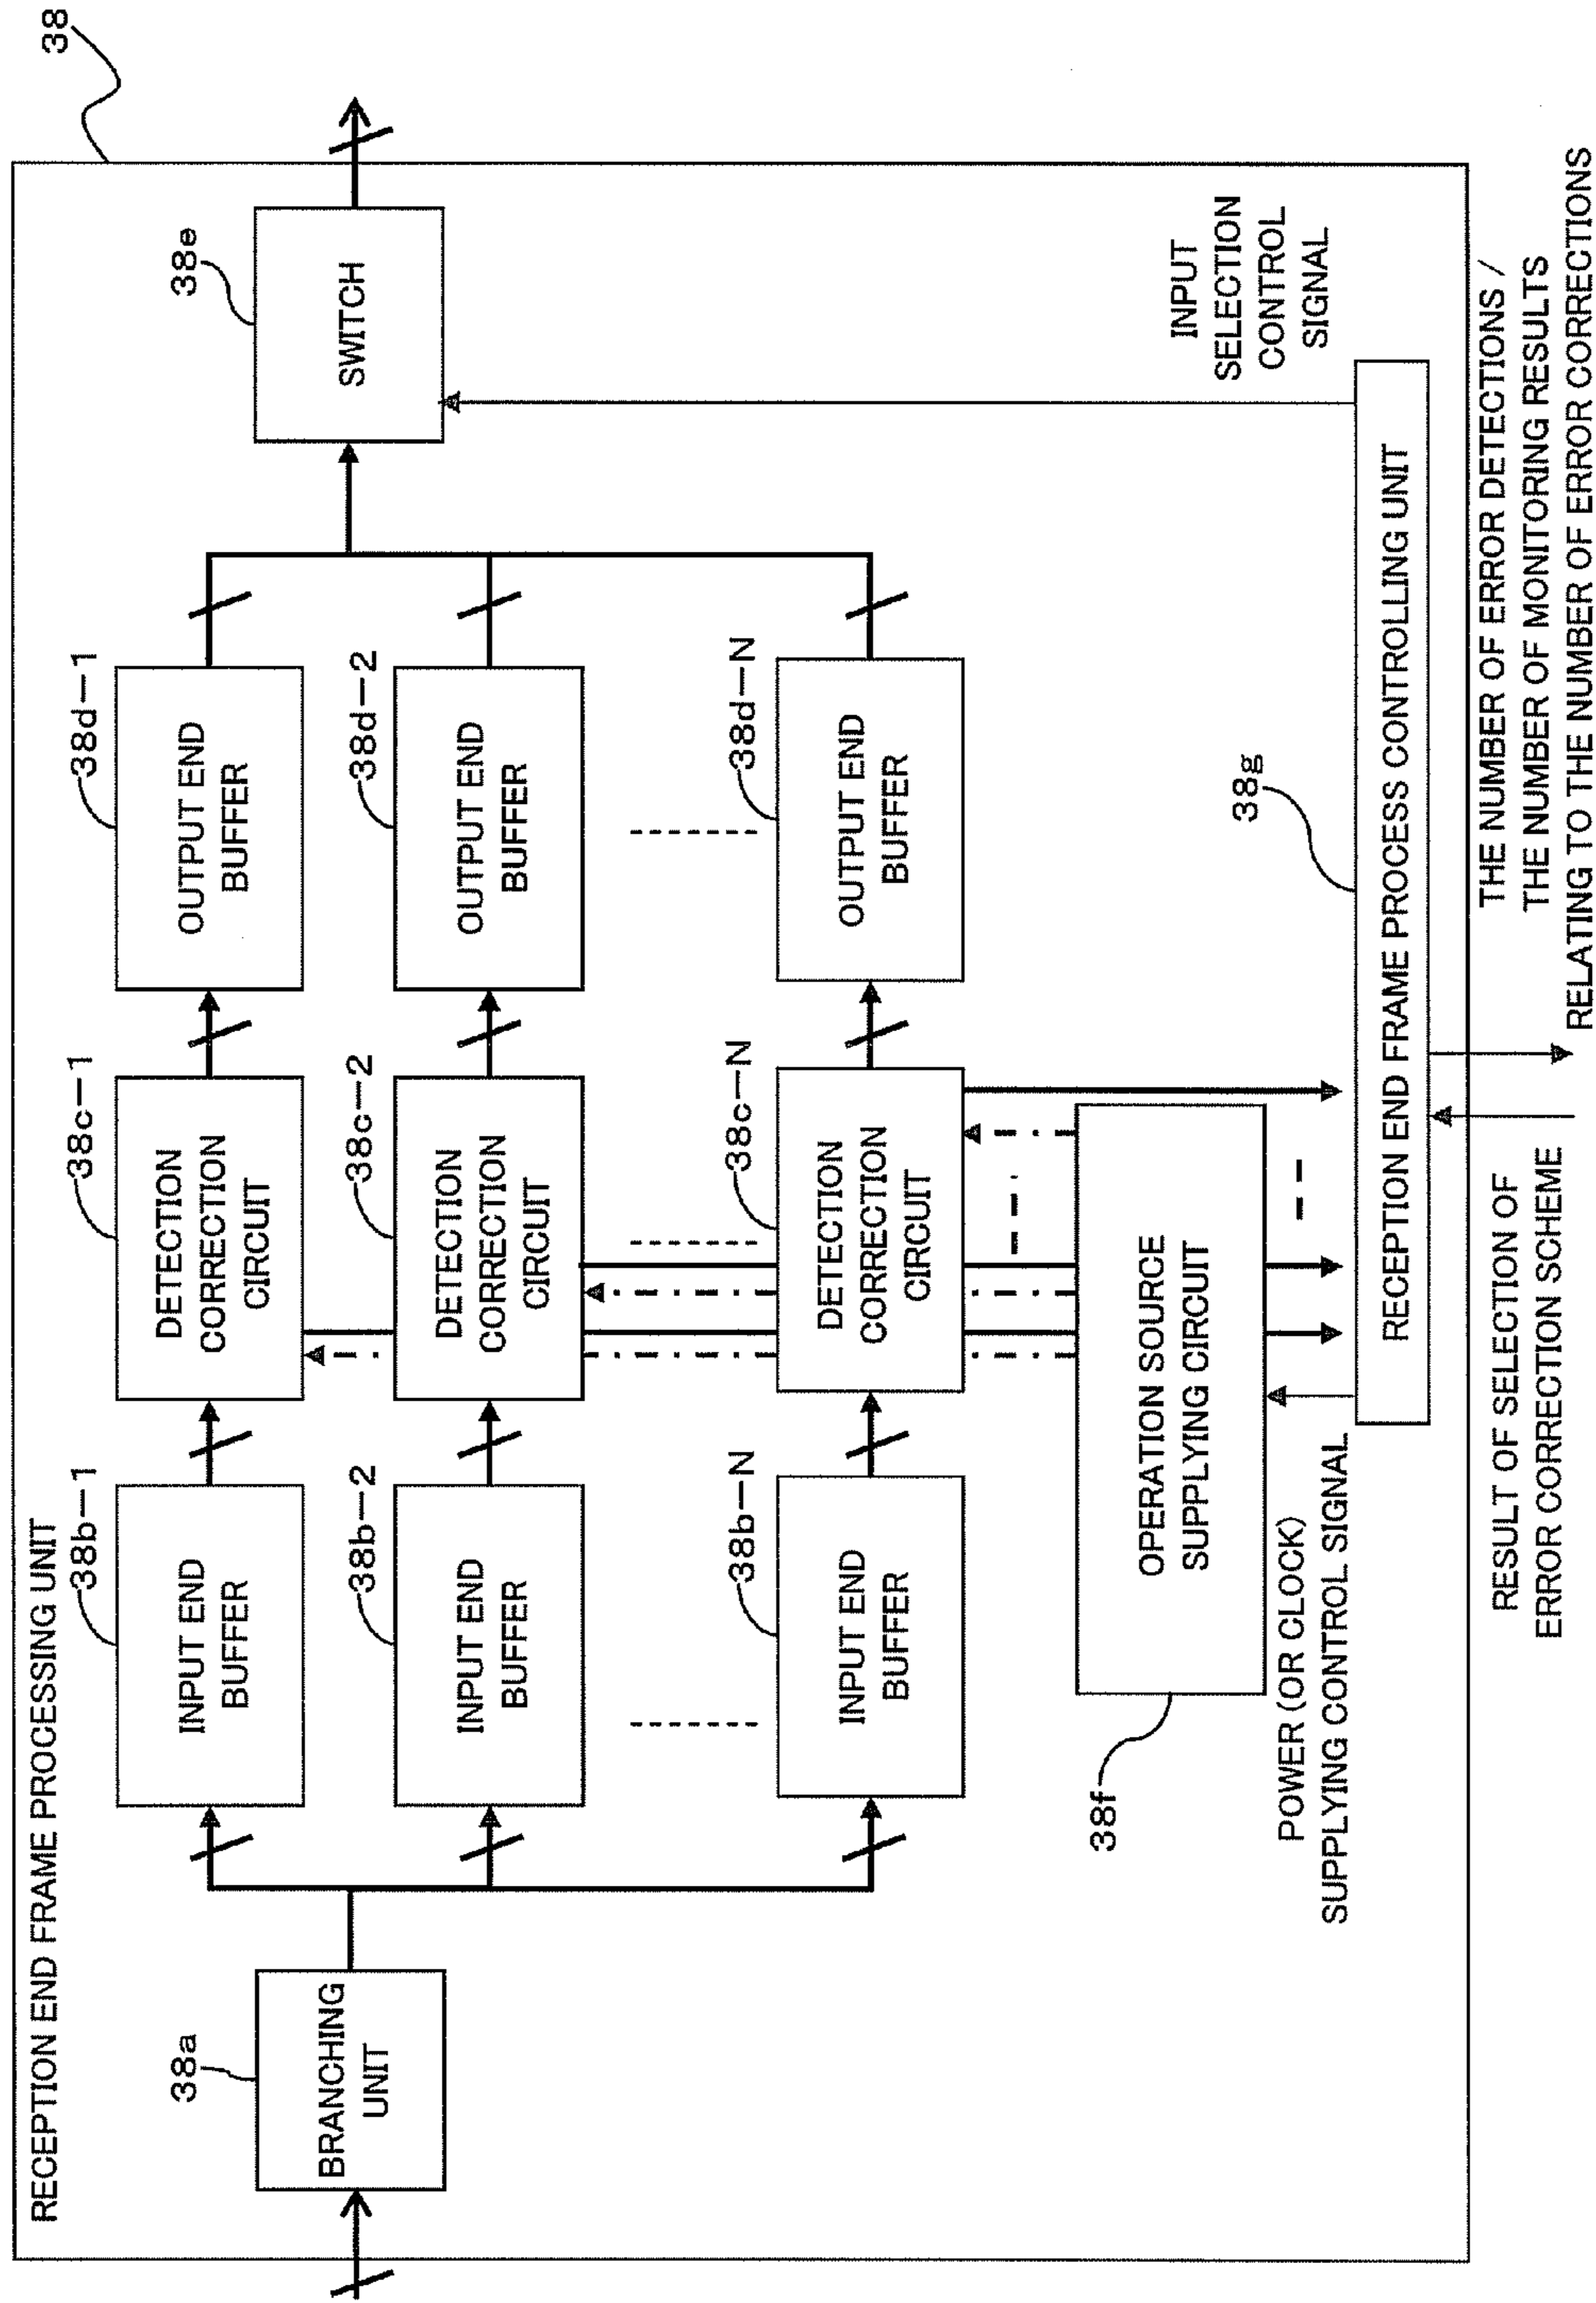 38
RECEPTION END FRAME PROCESSING UNIT
38a
BRANCHING
UNIT
38b-1
INPUT END
BUFFER
38c-1
DETECTION
CORRECTION
CIRCUIT
38d-1
OUTPUT END
BUFFER
38e
SWITCH
38b-2
INPUT END
BUFFER
38c-2
DETECTION
CORRECTION
CIRCUIT
38d-2
OUTPUT END
BUFFER
38b-N
INPUT END
BUFFER
38c-N
DETECTION
CORRECTION
CIRCUIT
38d-N
OUTPUT END
BUFFER
38f
OPERATION SOURCE
SUPPLYING CIRCUIT
INPUT
SELECTION
CONTROL
SIGNAL
POWER (OR CLOCK)
SUPPLYING CONTROL SIGNAL
38g
RECEPTION END FRAME PROCESS CONTROLLING UNIT
RESULT OF SELECTION OF
ERROR CORRECTION SCHEME
THE NUMBER OF ERROR DETECTIONS /
THE NUMBER OF MONITORING RESULTS
RELATING TO THE NUMBER OF ERROR CORRECTIONS